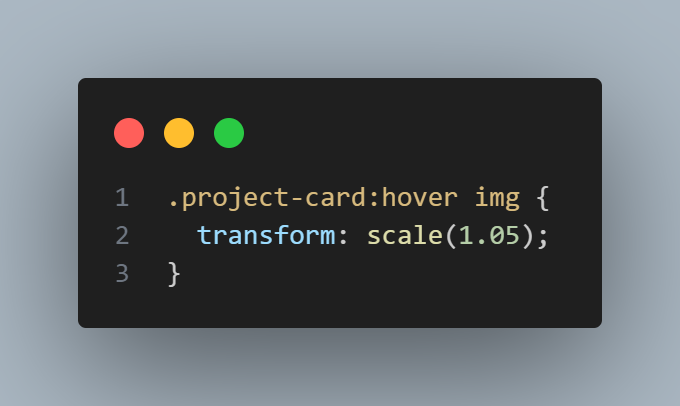 1 .project-card:hover img {
2   transform: scale(1.05);
3 }